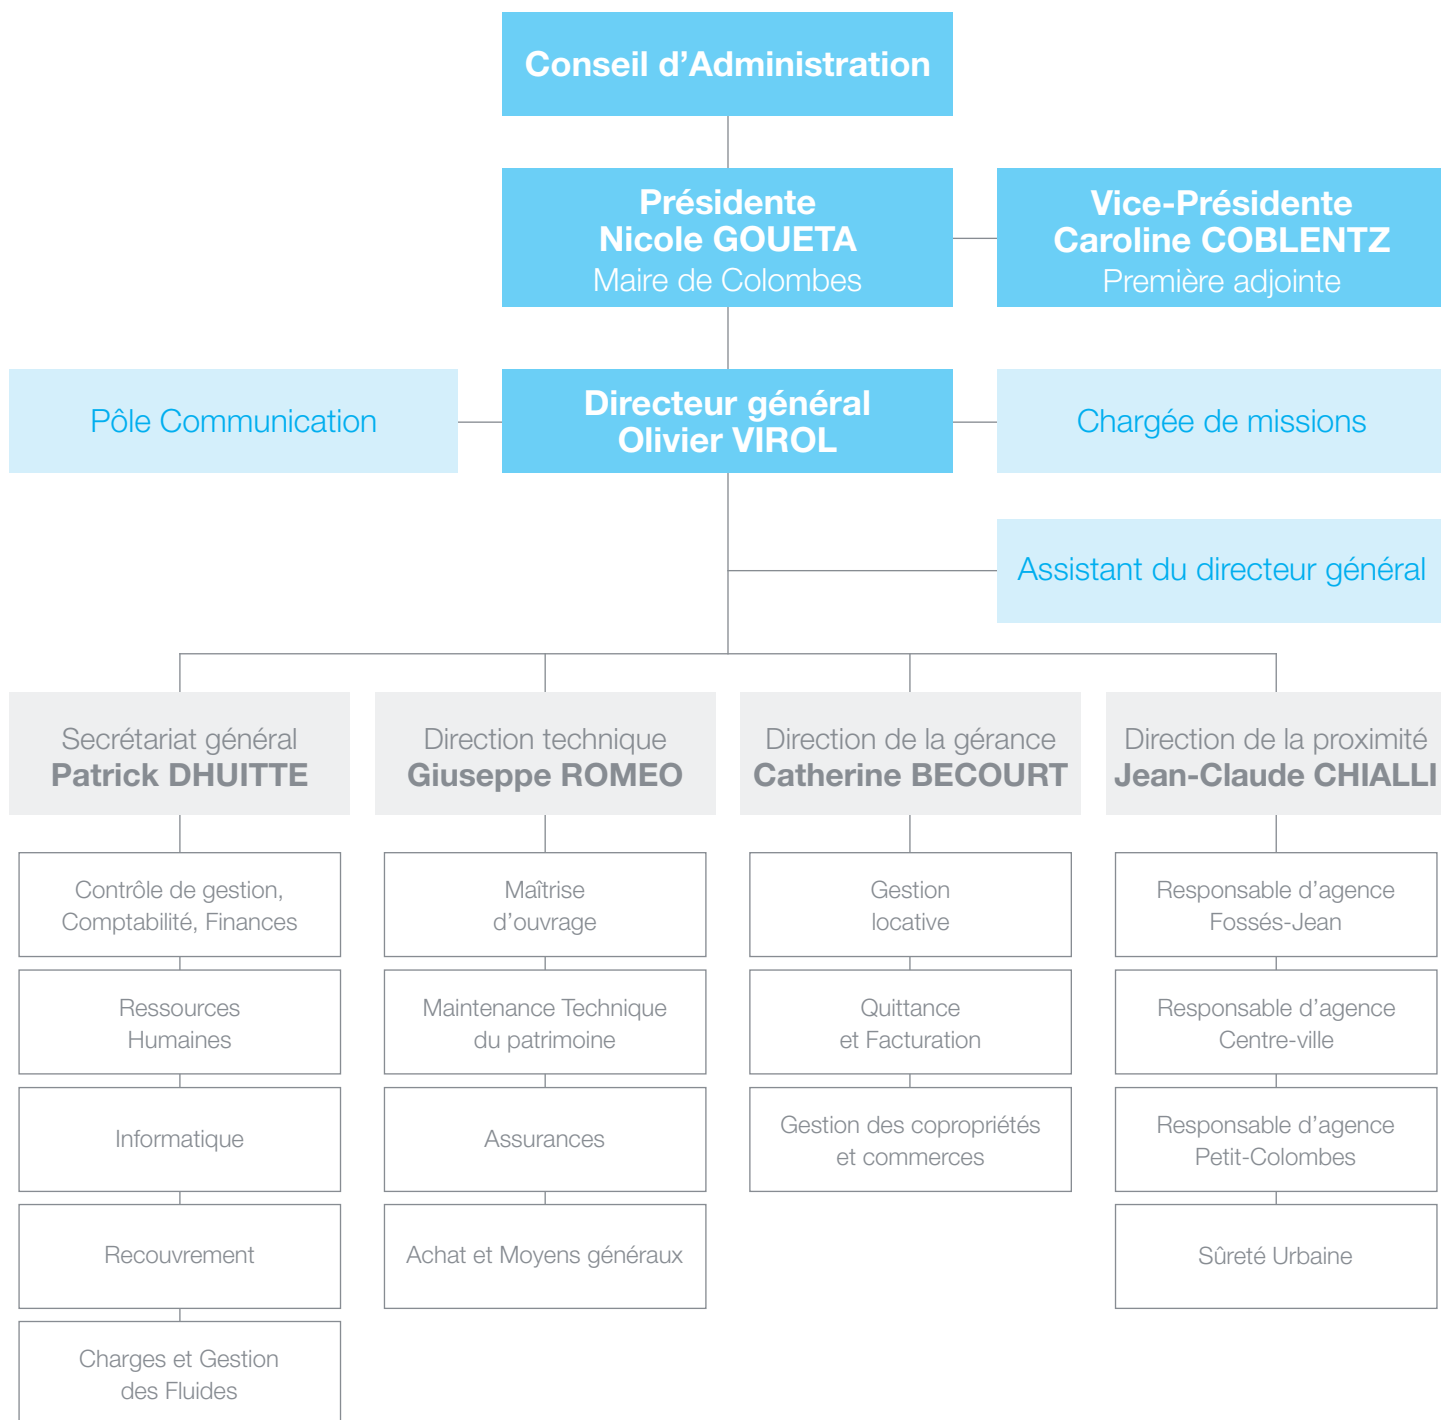 Conseil d’Administration
Présidente
Nicole GOUETA
Maire de Colombes
Vice-Présidente
Caroline COBLENTZ
Première adjointe
Pôle Communication
Directeur général
Olivier VIROL
Chargée de missions
Assistant du directeur général
Secrétariat général
Patrick DHUITTE
Direction technique
Giuseppe ROMEO
Direction de la gérance
Catherine BECOURT
Direction de la proximité
Jean-Claude CHIALLI
Contrôle de gestion,
Comptabilité, Finances
Ressources
Humaines
Informatique
Recouvrement
Charges et Gestion
des Fluides
Maîtrise
d’ouvrage
Maintenance Technique
du patrimoine
Assurances
Achat et Moyens généraux
Gestion
locative
Quittance
et Facturation
Gestion des copropriétés
et commerces
Responsable d’agence
Fossés-Jean
Responsable d’agence
Centre-ville
Responsable d’agence
Petit-Colombes
Sûreté Urbaine